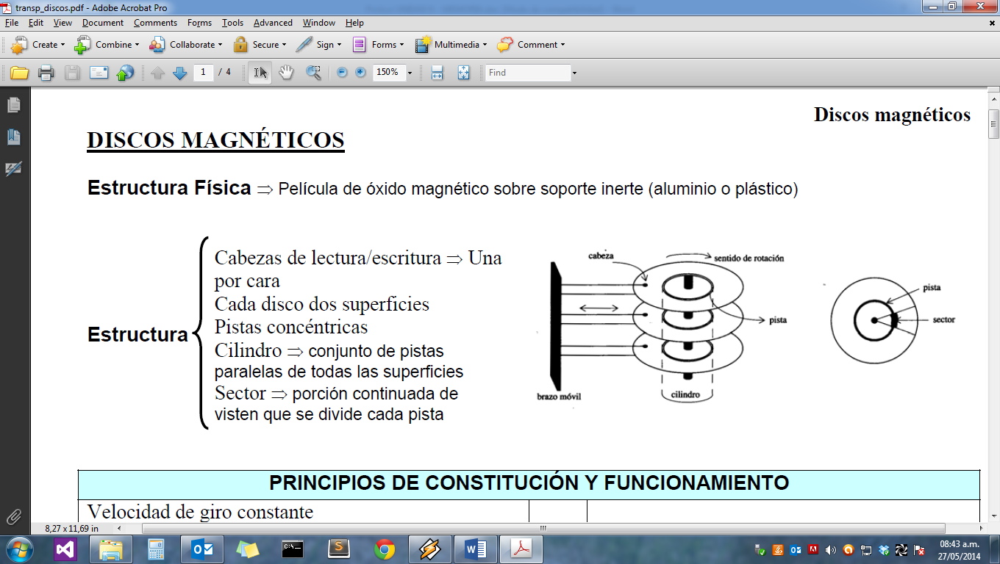 transp_discos.pdf - Adobe Acrobat Pro
File Edit View Document Comments Forms Tools Advanced Window Help
Create Combine Collaborate Secure Sign Forms Multimedia Comment
1 / 4 150% Find
Discos magnéticos
DISCOS MAGNÉTICOS
Estructura Física ⇒ Película de óxido magnético sobre soporte inerte (aluminio o plástico)
Estructura
Cabezas de lectura/escritura ⇒ Una
por cara
Cada disco dos superficies
Pistas concéntricas
Cilindro ⇒ conjunto de pistas
paralelas de todas las superficies
Sector ⇒ porción continuada de
visten que se divide cada pista
cabeza
sentido de rotación
pista
brazo móvil
cilindro
pista
sector
PRINCIPIOS DE CONSTITUCIÓN Y FUNCIONAMIENTO
Velocidad de giro constante
8,27 x 11,69 in
08:43 a.m.
27/05/2014